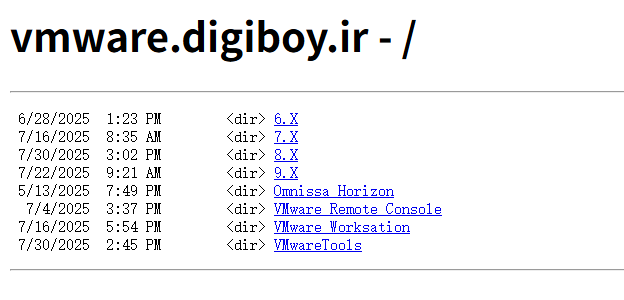 vmware.digiboy.ir - /
6/28/2025 1:23 PM <dir> 6.X
7/16/2025 8:35 AM <dir> 7.X
7/30/2025 3:02 PM <dir> 8.X
7/22/2025 9:21 AM <dir> 9.X
5/13/2025 7:49 PM <dir> Omnissa Horizon
7/4/2025 3:37 PM <dir> VMware Remote Console
7/16/2025 5:54 PM <dir> VMware Worksation
7/30/2025 2:45 PM <dir> VMwareTools